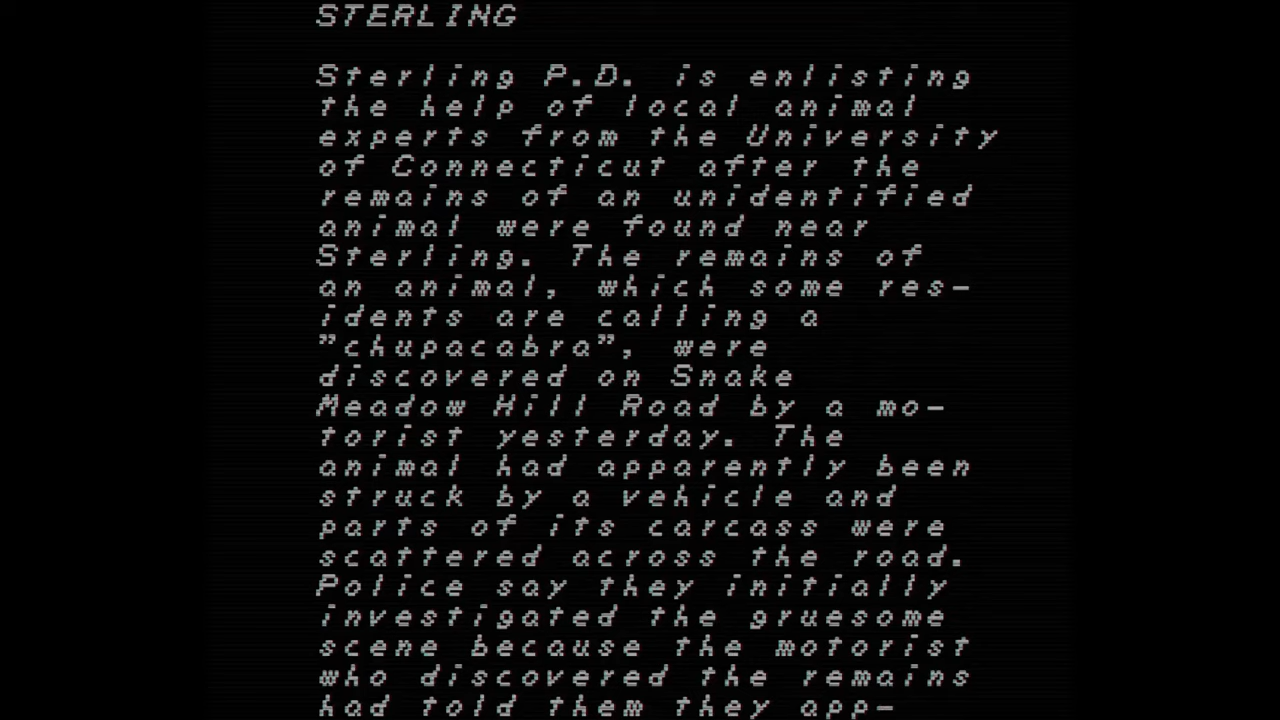 STERLING
Sterling P.D. is enlisting
the help of local animal
experts from the University
of Connecticut after the
remains of an unidentified
animal were found near
Sterling. The remains of
an animal, which some res-
idents are calling a
"chupacabra", were
discovered on Snake
Meadow Hill Road by a mo-
torist yesterday. The
animal had apparently been
struck by a vehicle and
parts of its carcass were
scattered across the road.
Police say they initially
investigated the gruesome
scene because the motorist
who discovered the remains
had told them they app-